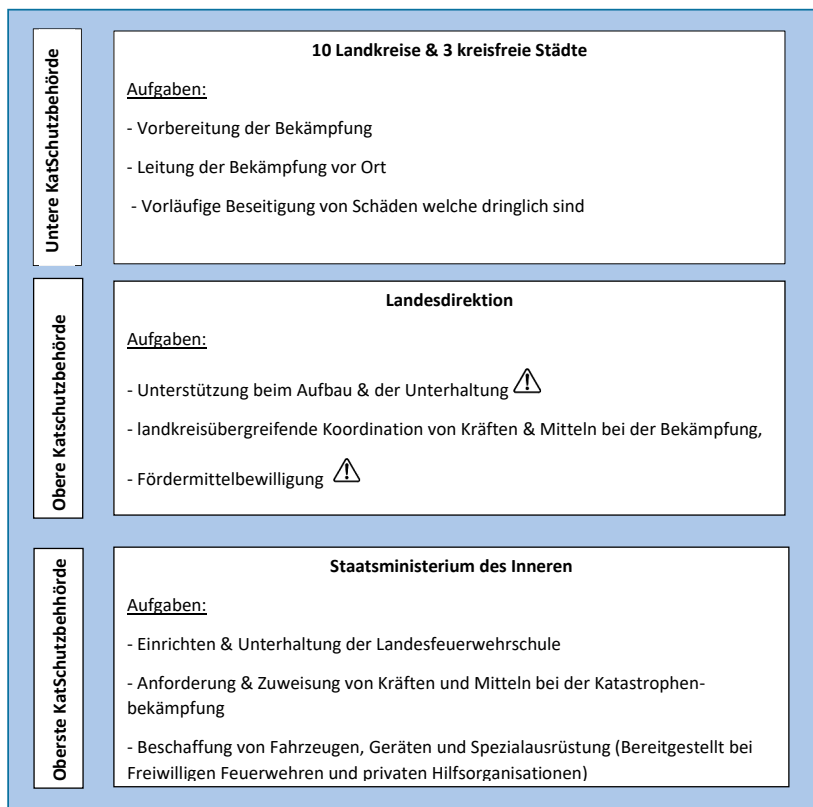 Untere KatSchutzbehörde
10 Landkreise & 3 kreisfreie Städte
Aufgaben:
- Vorbereitung der Bekämpfung
- Leitung der Bekämpfung vor Ort
- Vorläufige Beseitigung von Schäden welche dringlich sind
Obere Katschutzbehörde
Landesdirektion
Aufgaben:
- Unterstützung beim Aufbau & der Unterhaltung ⚠
- landkreisübergreifende Koordination von Kräften & Mitteln bei der Bekämpfung,
- Fördermittelbewilligung ⚠
Oberste KatSchutzbehhörde
Staatsministerium des Inneren
Aufgaben:
- Einrichten & Unterhaltung der Landesfeuerwehrschule
- Anforderung & Zuweisung von Kräften und Mitteln bei der Katastrophen-
bekämpfung
- Beschaffung von Fahrzeugen, Geräten und Spezialausrüstung (Bereitgestellt bei
Freiwilligen Feuerwehren und privaten Hilfsorganisationen)